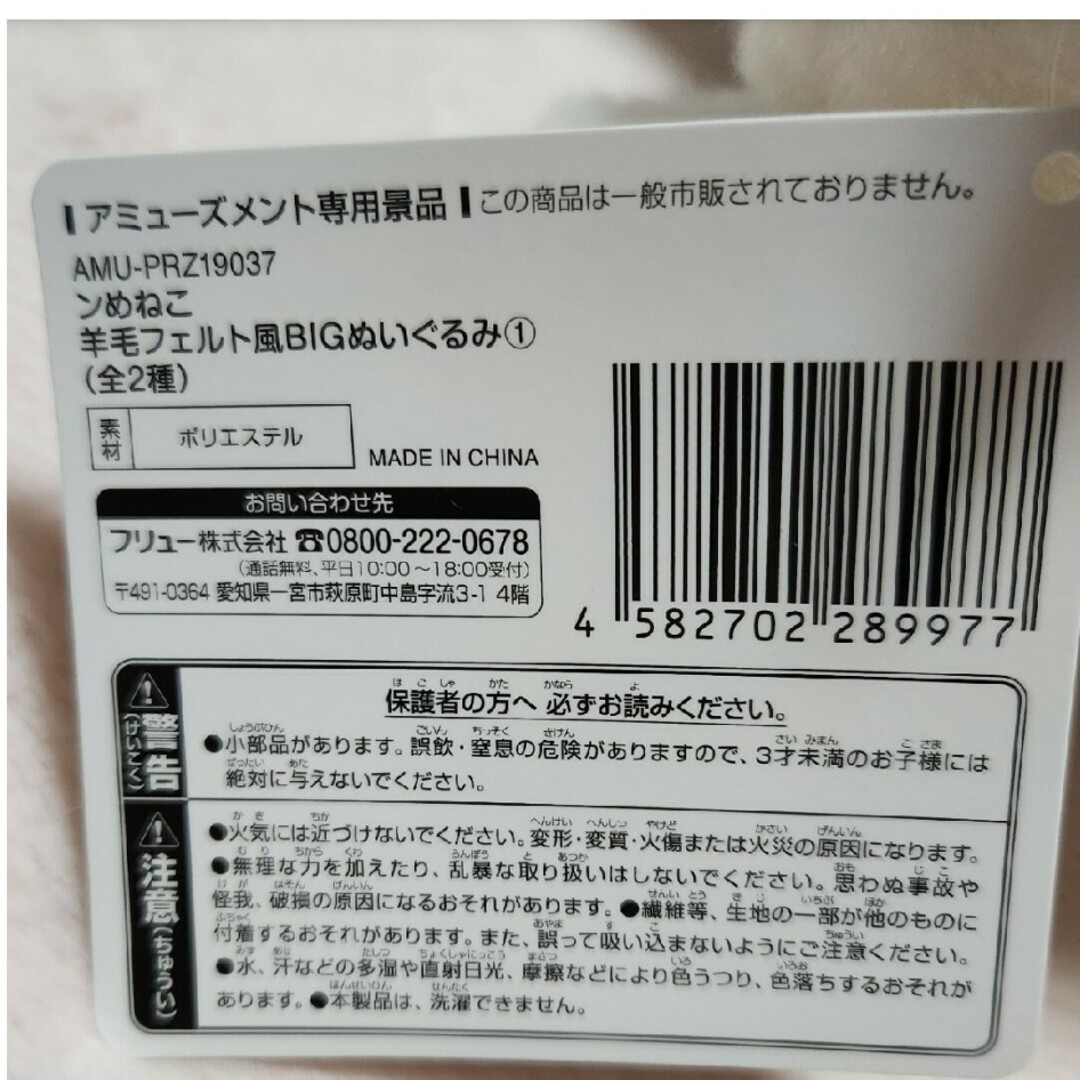 アミューズメント専用景品 この商品は一般市販されておりません。
AMU-PRZ19037
ンめねこ
羊毛フェルト風BIGぬいぐるみ①
(全2種)
素材 ポリエステル
MADE IN CHINA
お問い合わせ先
フリュー株式会社 ☎0800-222-0678
(通話無料、平日10:00～18:00受付)
〒491-0364 愛知県一宮市萩原町中島字流3-1 4階
4 582702 289977
⚠警告(けいこく)
保護者の方へ 必ずお読みください。
●小部品があります。誤飲・窒息の危険がありますので、3才未満のお子様には
絶対に与えないでください。
⚠注意(ちゅうい)
●火気には近づけないでください。変形・変質・火傷または火災の原因になります。
●無理な力を加えたり、乱暴な取り扱いはしないでください。思わぬ事故や
怪我、破損の原因になるおそれがあります。●繊維等、生地の一部が他のものに
付着するおそれがあります。また、誤って吸い込まないようにご注意ください。
●水、汗などの多湿や直射日光、摩擦などにより色うつり、色落ちするおそれが
あります。●本製品は、洗濯できません。